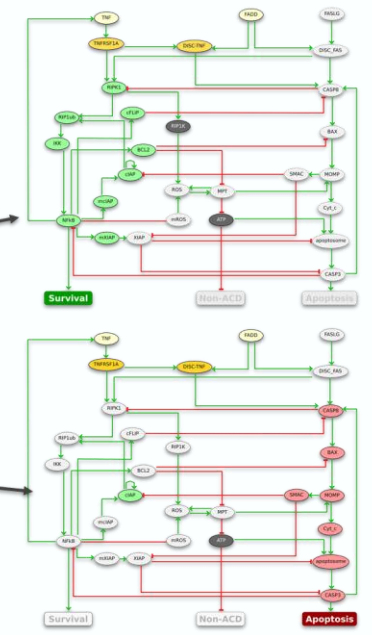 TNF
FADD
FASLG
TNFRSF1A
DISC-TNF
DISC_FAS
RIPK1
CASP8
cFLIP
RIP1ub
RIP1K
BAX
IKK
BCL2
cIAP
SMAC
MOMP
ROS
MPT
mcIAP
Cyt_c
NFkB
mROS
ATP
mXIAP
XIAP
apoptosome
CASP3
Survival
Non-ACD
Apoptosis
TNF
FADD
FASLG
TNFRSF1A
DISC-TNF
DISC_FAS
RIPK1
CASP8
cFLIP
RIP1ub
RIP1K
BAX
IKK
BCL2
cIAP
SMAC
MOMP
ROS
MPT
mcIAP
Cyt_c
NFkB
mROS
ATP
mXIAP
XIAP
apoptosome
CASP3
Survival
Non-ACD
Apoptosis